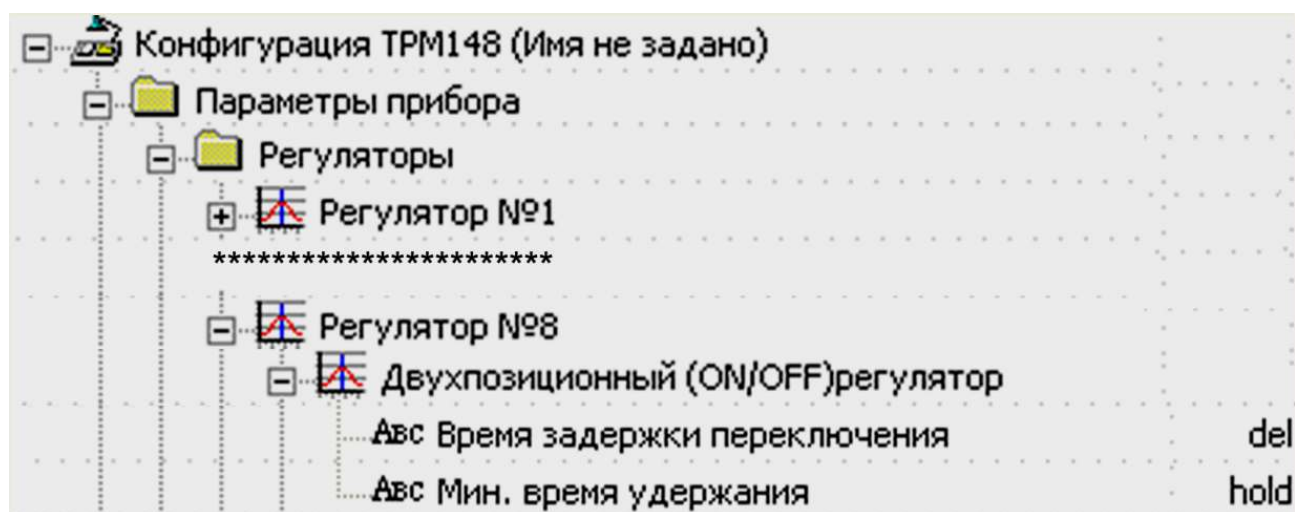 Конфигурация ТРМ148 (Имя не задано)
Параметры прибора
Регуляторы
Регулятор №1
***********************
Регулятор №8
Двухпозиционный (ON/OFF)регулятор
Авс Время задержки переключения del
Авс Мин. время удержания hold